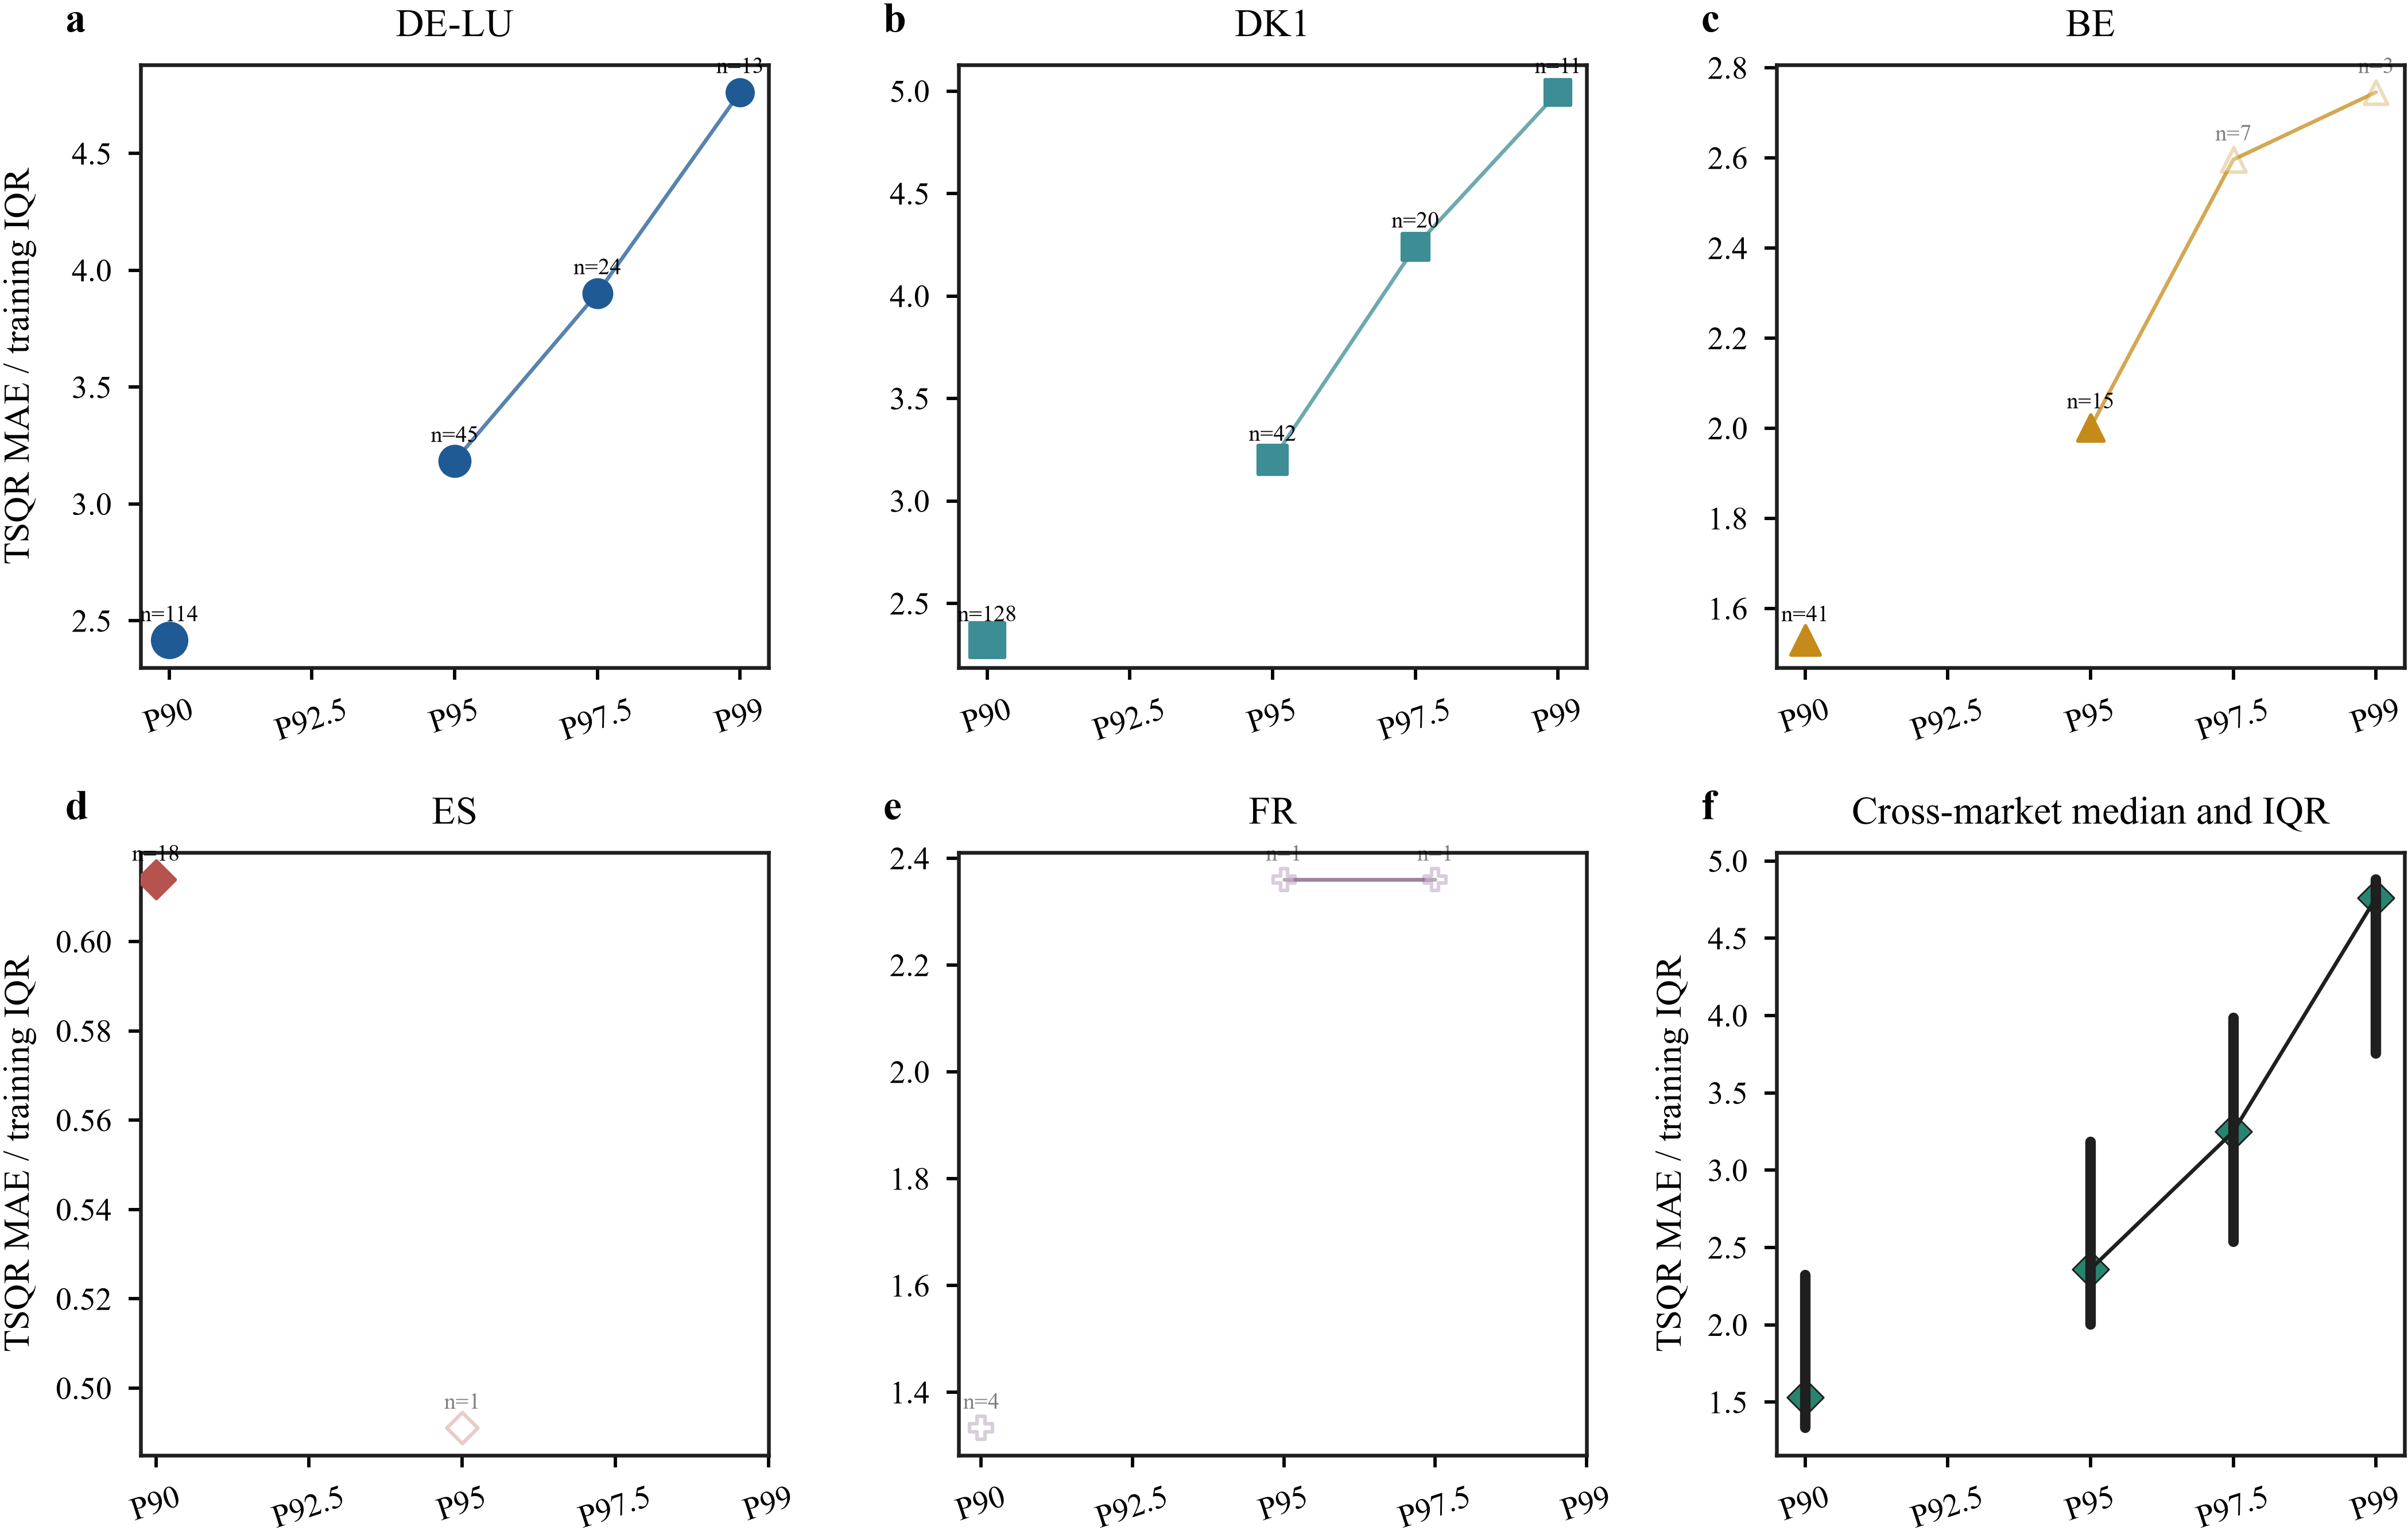 a
DE-LU
TSQR MAE / training IQR
4.5
4.0
3.5
3.0
2.5
n=114
n=45
n=24
n=13
P90
P92.5
P95
P97.5
P99
b
DK1
5.0
4.5
4.0
3.5
3.0
2.5
n=128
n=42
n=20
n=11
P90
P92.5
P95
P97.5
P99
c
BE
2.8
2.6
2.4
2.2
2.0
1.8
1.6
n=41
n=15
n=7
n=3
P90
P92.5
P95
P97.5
P99
d
ES
TSQR MAE / training IQR
0.60
0.58
0.56
0.54
0.52
0.50
n=18
n=1
P90
P92.5
P95
P97.5
P99
e
FR
2.4
2.2
2.0
1.8
1.6
1.4
n=4
n=1
n=1
P90
P92.5
P95
P97.5
P99
f
Cross-market median and IQR
TSQR MAE / training IQR
5.0
4.5
4.0
3.5
3.0
2.5
2.0
1.5
P90
P92.5
P95
P97.5
P99